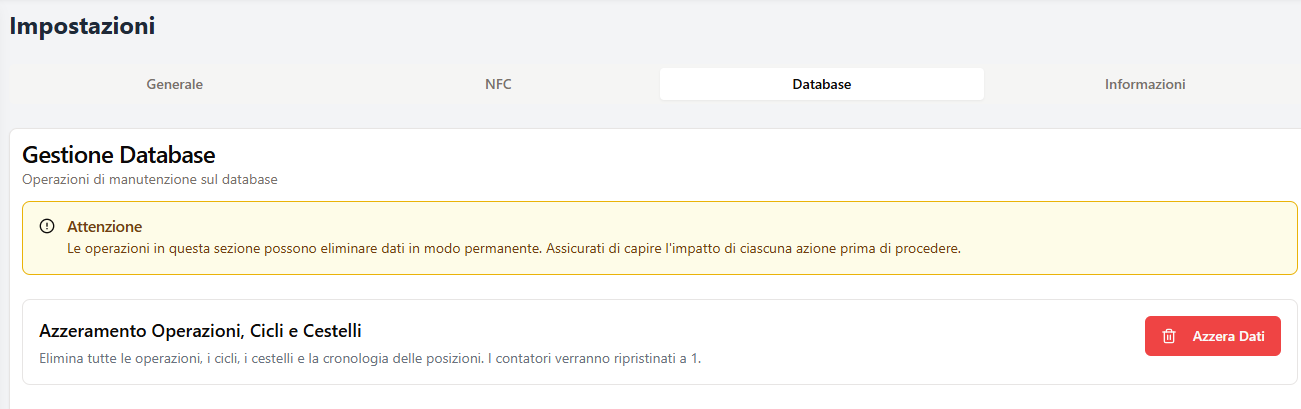 Impostazioni
Generale
NFC
Database
Informazioni
Gestione Database
Operazioni di manutenzione sul database
Attenzione
Le operazioni in questa sezione possono eliminare dati in modo permanente. Assicurati di capire l'impatto di ciascuna azione prima di procedere.
Azzeramento Operazioni, Cicli e Cestelli
Azzera Dati
Elimina tutte le operazioni, i cicli, i cestelli e la cronologia delle posizioni. I contatori verranno ripristinati a 1.